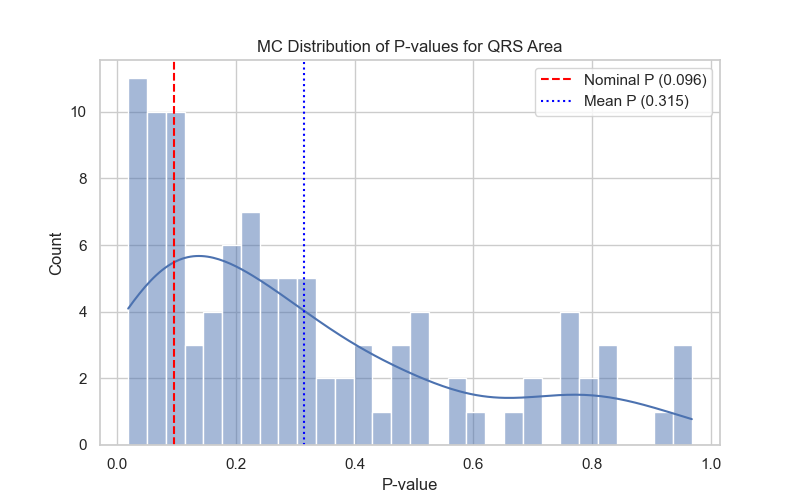 MC Distribution of P-values for QRS Area
Nominal P (0.096)
Mean P (0.315)
Count
10
8
6
4
2
0
0.0 0.2 0.4 0.6 0.8 1.0
P-value